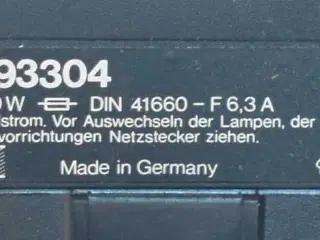 93304
W DIN 41660 – F 6,3 A
strom. Vor Auswechseln der Lampen, der
vorrichtungen Netzstecker ziehen.
Made in Germany